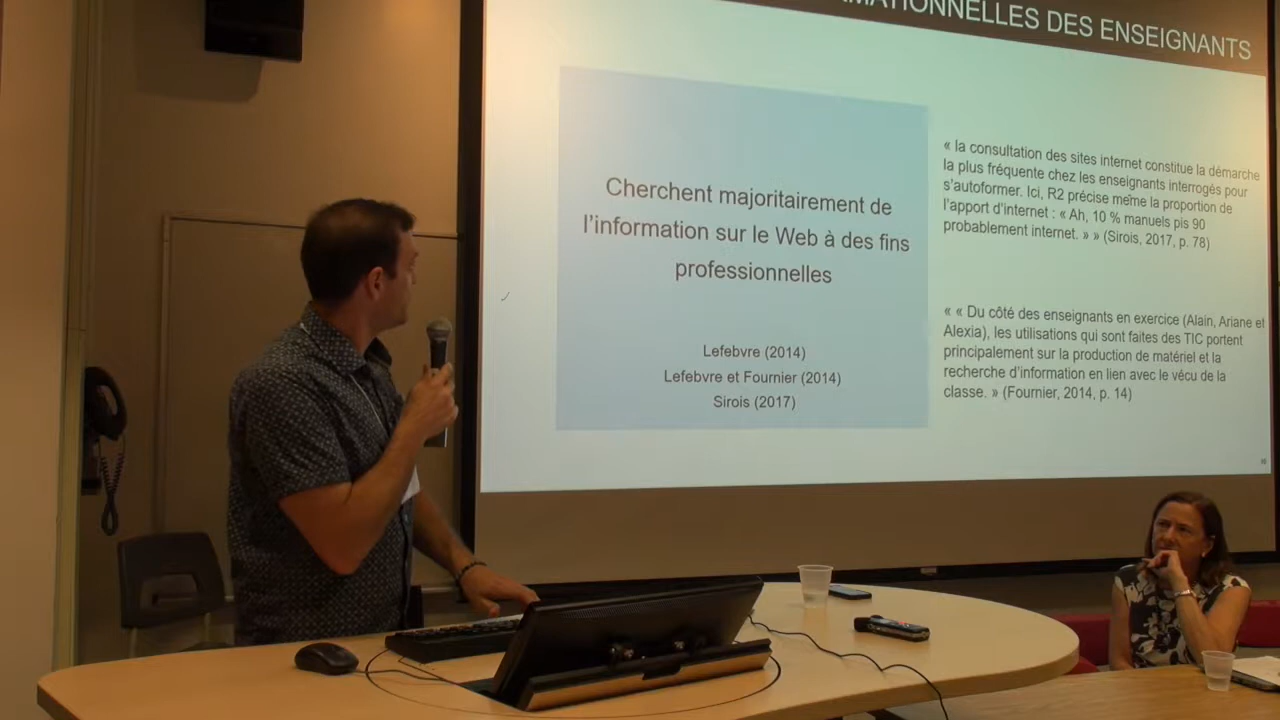 DES ENSEIGNANTS
Cherchent majoritairement de
l'information sur le Web à des fins
professionnelles
Lefebvre (2014)
Lefebvre et Fournier (2014)
Sirois (2017)
« la consultation des sites internet constitue la démarche
la plus fréquente chez les enseignants interrogés pour
s'autoformer. Ici, R2 précise même la proportion de
l'apport d'internet : « Ah, 10 % manuels pis 90
probablement internet. » » (Sirois, 2017, p. 78)
« « Du côté des enseignants en exercice (Alain, Ariane et
Alexia), les utilisations qui sont faites des TIC portent
principalement sur la production de matériel et la
recherche d'information en lien avec le vécu de la
classe. » (Fournier, 2014, p. 14)